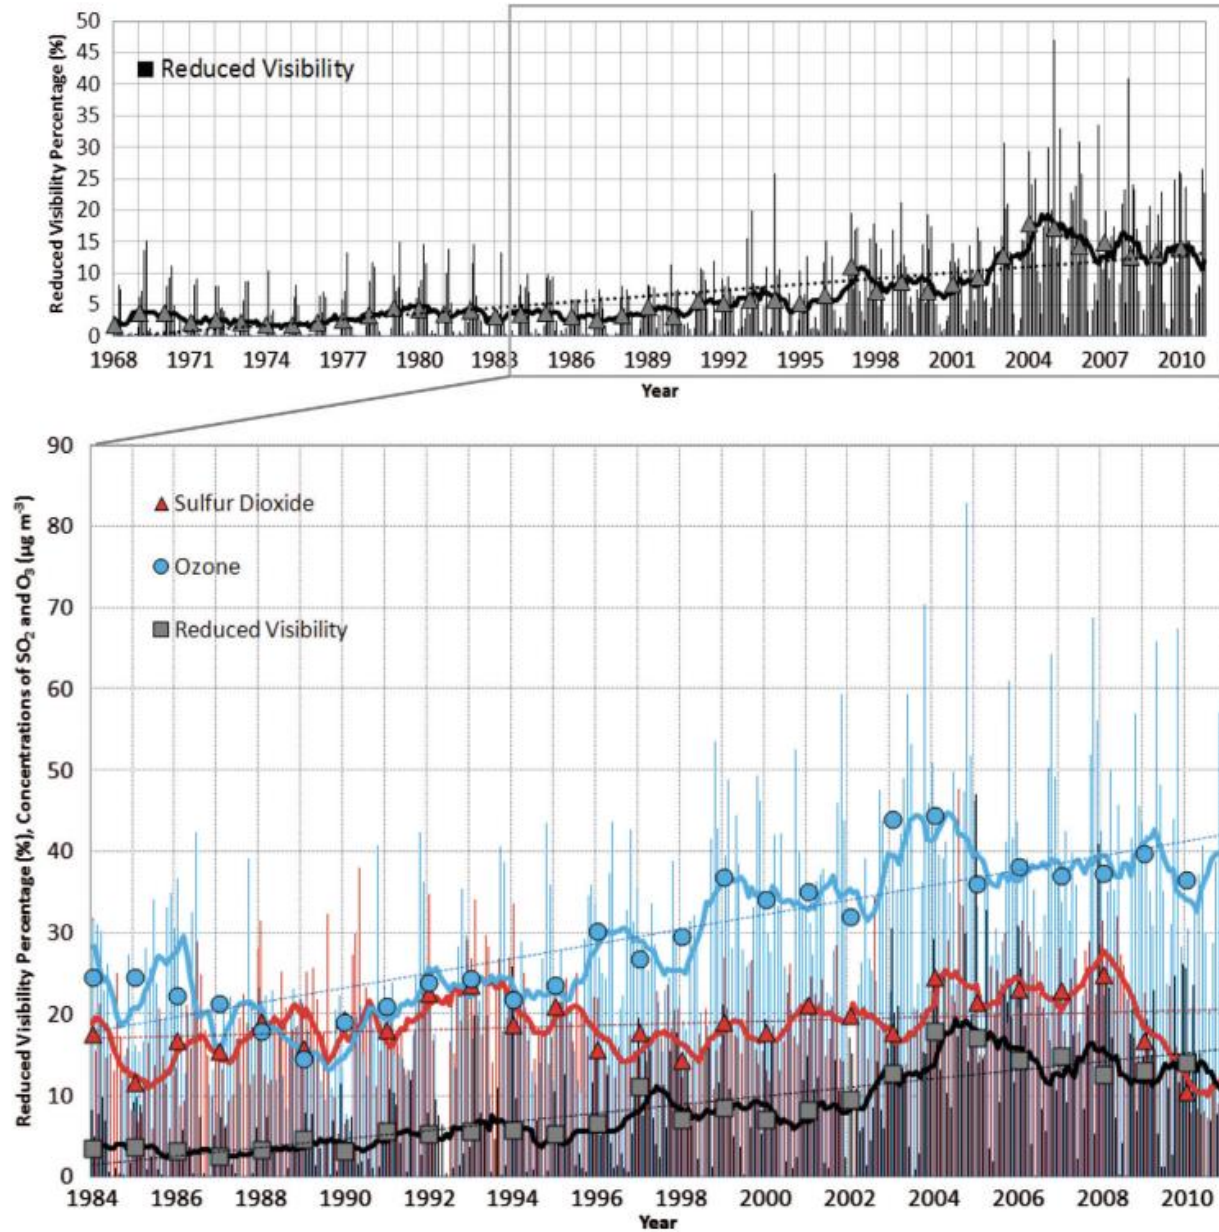 50
45
40
35
30
25
20
15
10
5
0
Reduced Visibility Percentage (%)
Reduced Visibility
1968 1971 1974 1977 1980 1983 1986 1989 1992 1995 1998 2001 2004 2007 2010
Year
90
80
70
60
50
40
30
20
10
0
Reduced Visibility Percentage (%), Concentrations of SO₂ and O₃ (µg m⁻³)
Sulfur Dioxide
Ozone
Reduced Visibility
1984 1986 1988 1990 1992 1994 1996 1998 2000 2002 2004 2006 2008 2010
Year